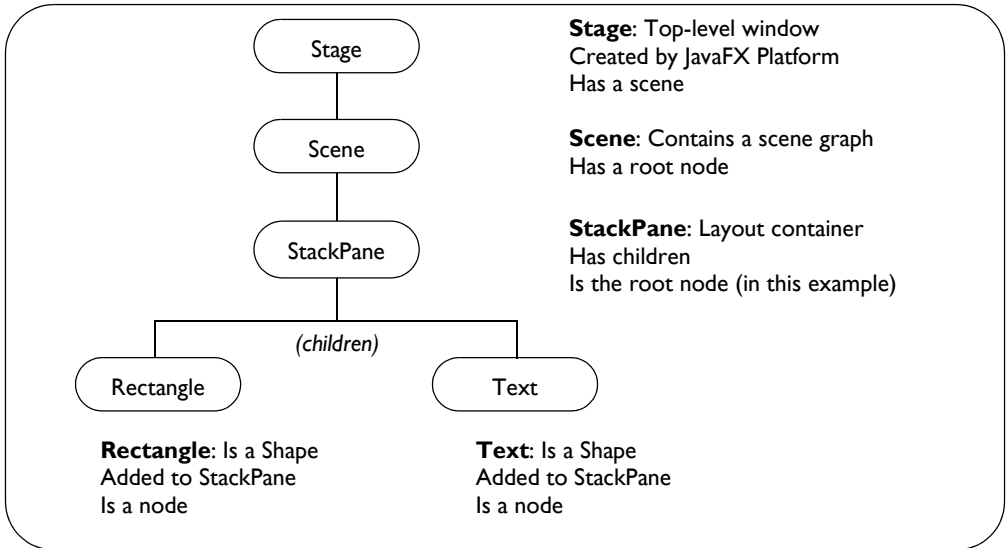 Stage
Scene
StackPane
(children)
Rectangle
Text
Stage: Top-level window
Created by JavaFX Platform
Has a scene
Scene: Contains a scene graph
Has a root node
StackPane: Layout container
Has children
Is the root node (in this example)
Rectangle: Is a Shape
Added to StackPane
Is a node
Text: Is a Shape
Added to StackPane
Is a node